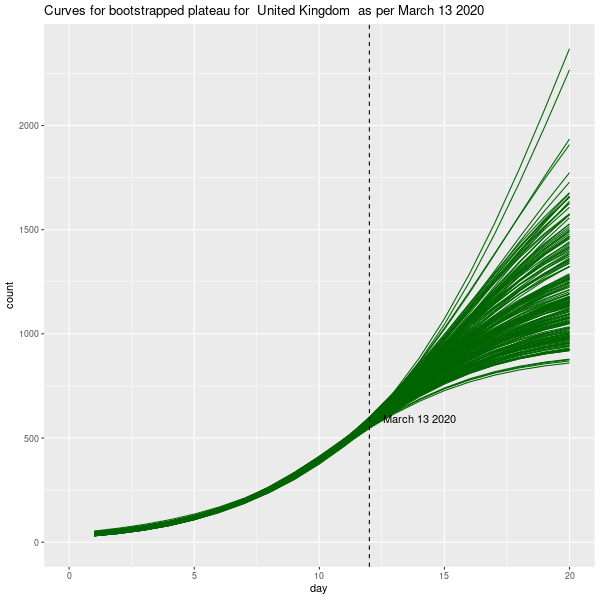 Curves for bootstrapped plateau for  United Kingdom  as per March 13 2020
count
2000
1500
1000
500
0
March 13 2020
0 5 10 15 20
day